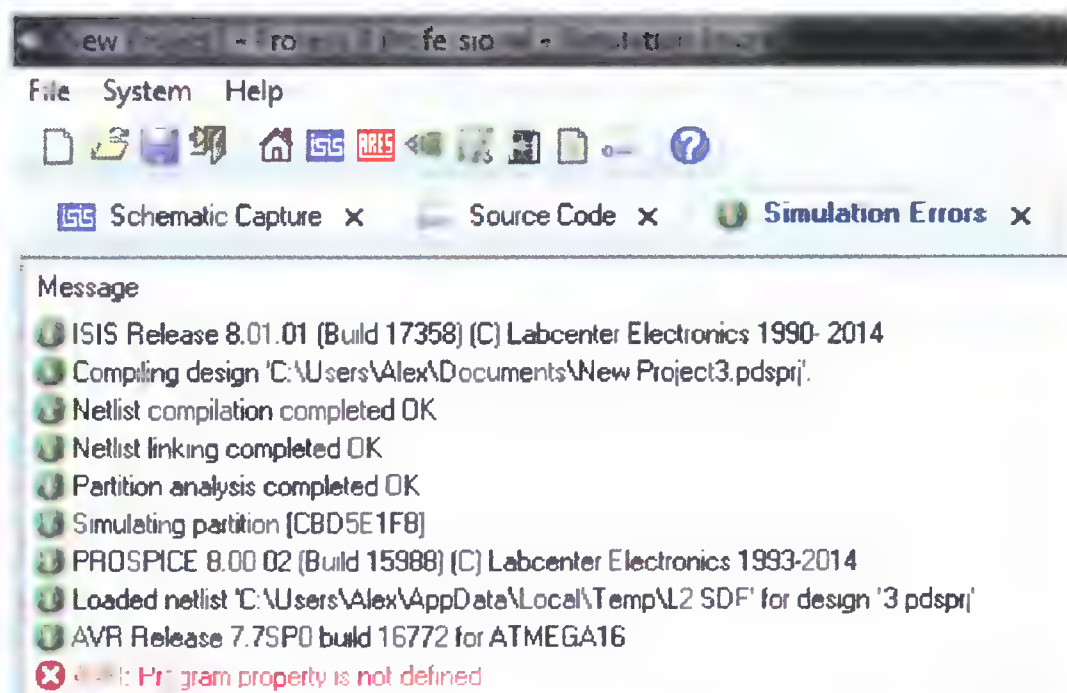 File System Help
isis ARES
isis Schematic Capture x Source Code x Simulation Errors x
Message
ISIS Release 8.01.01 (Build 17358) (C) Labcenter Electronics 1990- 2014
Compiling design 'C:\Users\Alex\Documents\New Project3.pdsprj'.
Netlist compilation completed OK
Netlist linking completed OK
Partition analysis completed OK
Simulating partition [CBD5E1F8]
PROSPICE 8.00 02 (Build 15988) (C) Labcenter Electronics 1993-2014
Loaded netlist 'C:\Users\Alex\AppData\Local\Temp\L2 SDF' for design '3 pdsprj'
AVR Release 7.7SP0 build 16772 for ATMEGA16
Program property is not defined